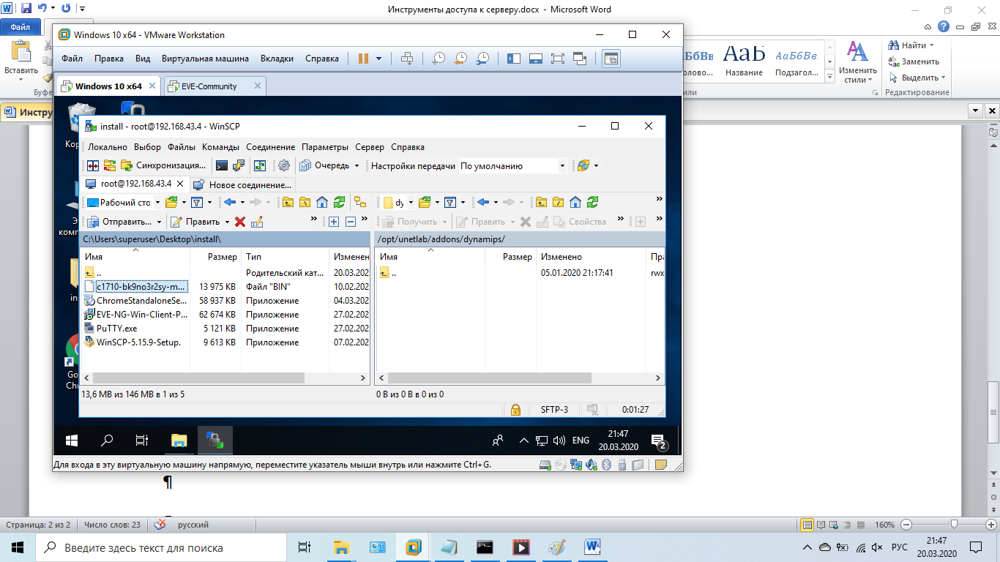 Инструменты доступа к серверу.docx - Microsoft Word
Файл
Вставить
Буфе
Найти
Заменить
Выделить
Редактирование
АаБбВв
АаБ
АаБбВв.
Название
Подзагол...
Изменить
стили
Инстру
Windows 10 x64 - VMware Workstation
Файл Правка Вид Виртуальная машина Вкладки Справка
Windows 10 x64
EVE-Community
install - root@192.168.43.4 - WinSCP
Локально Выбор Файлы Команды Соединение Параметры Сервер Справка
Синхронизация... Очередь Настройки передачи По умолчанию
root@192.168.43.4 Новое соединение...
Рабочий сто dy
Отправить... Править Получить Править Свойства
C:\Users\superuser\Desktop\install\ /opt/unetlab/addons/dynamips/
Имя Размер Тип Изменен Имя Размер Изменено Пра
.. Родительский кат... 20.03.202 .. 05.01.2020 21:17:41 rwx
c1710-bk9no3r2sy-m... 13 975 KB Файл "BIN" 10.02.202
ChromeStandaloneSe... 58 937 KB Приложение 04.03.202
EVE-NG-Win-Client-P... 62 674 KB Приложение 27.02.202
PuTTY.exe 5 121 KB Приложение 27.02.202
WinSCP-5.15.9-Setup. 9 613 KB Приложение 07.02.202
13,6 MB из 146 MB в 1 из 5 0 B из 0 B в 0 из 0
SFTP-3 0:01:27
Кор
Эт
комп
in
Go
Chr
ENG
21:47
20.03.2020
2
Для входа в эту виртуальную машину напрямую, переместите указатель мыши внутрь или нажмите Ctrl+G.
¶
Страница: 2 из 2 Число слов: 23 русский 160%
Введите здесь текст для поиска
РУС
21:47
20.03.2020